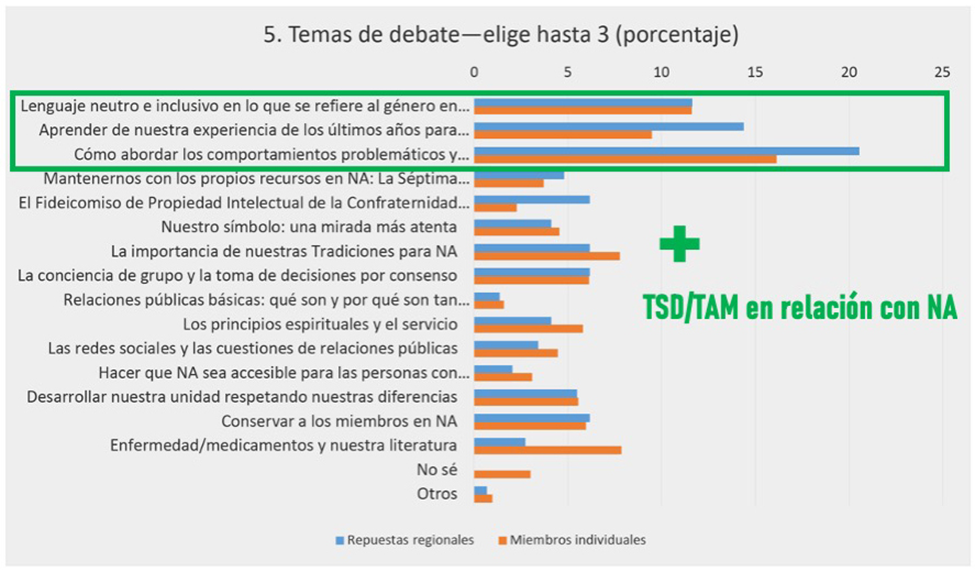 5. Temas de debate—elige hasta 3 (porcentaje)
0 5 10 15 20 25
Lenguaje neutro e inclusivo en lo que se refiere al género en...
Aprender de nuestra experiencia de los últimos años para...
Cómo abordar los comportamientos problemáticos y...
Mantenernos con los propios recursos en NA: La Séptima...
El Fideicomiso de Propiedad Intelectual de la Confraternidad...
Nuestro símbolo: una mirada más atenta
La importancia de nuestras Tradiciones para NA
La conciencia de grupo y la toma de decisiones por consenso
Relaciones públicas básicas: qué son y por qué son tan...
Los principios espirituales y el servicio
Las redes sociales y las cuestiones de relaciones públicas
Hacer que NA sea accesible para las personas con...
Desarrollar nuestra unidad respetando nuestras diferencias
Conservar a los miembros en NA
Enfermedad/medicamentos y nuestra literatura
No sé
Otros
TSD/TAM en relación con NA
Repuestas regionales
Miembros individuales